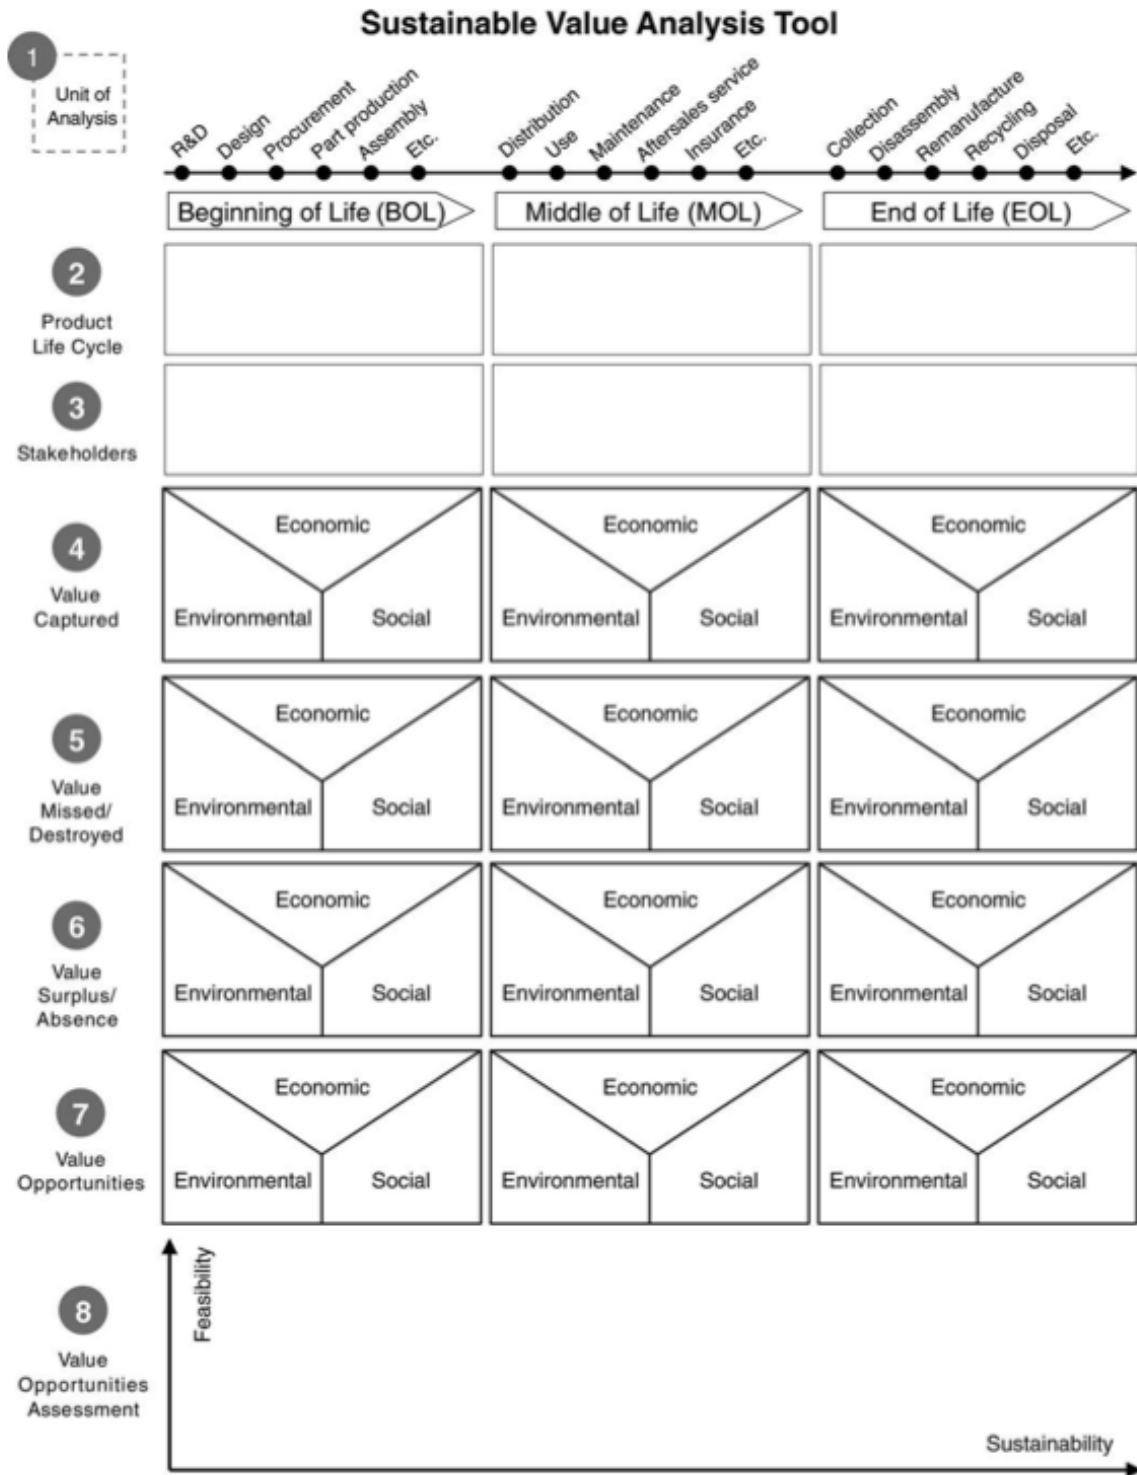 Sustainable Value Analysis Tool
1
Unit of
Analysis
R&D
Design
Procurement
Part production
Assembly
Etc.
Distribution
Use
Maintenance
Aftersales service
Insurance
Etc.
Collection
Disassembly
Remanufacture
Recycling
Disposal
Etc.
Beginning of Life (BOL)
Middle of Life (MOL)
End of Life (EOL)
2
Product
Life Cycle
3
Stakeholders
4
Value
Captured
Economic
Environmental
Social
Economic
Environmental
Social
Economic
Environmental
Social
5
Value
Missed/
Destroyed
Economic
Environmental
Social
Economic
Environmental
Social
Economic
Environmental
Social
6
Value
Surplus/
Absence
Economic
Environmental
Social
Economic
Environmental
Social
Economic
Environmental
Social
7
Value
Opportunities
Economic
Environmental
Social
Economic
Environmental
Social
Economic
Environmental
Social
8
Value
Opportunities
Assessment
Feasibility
Sustainability